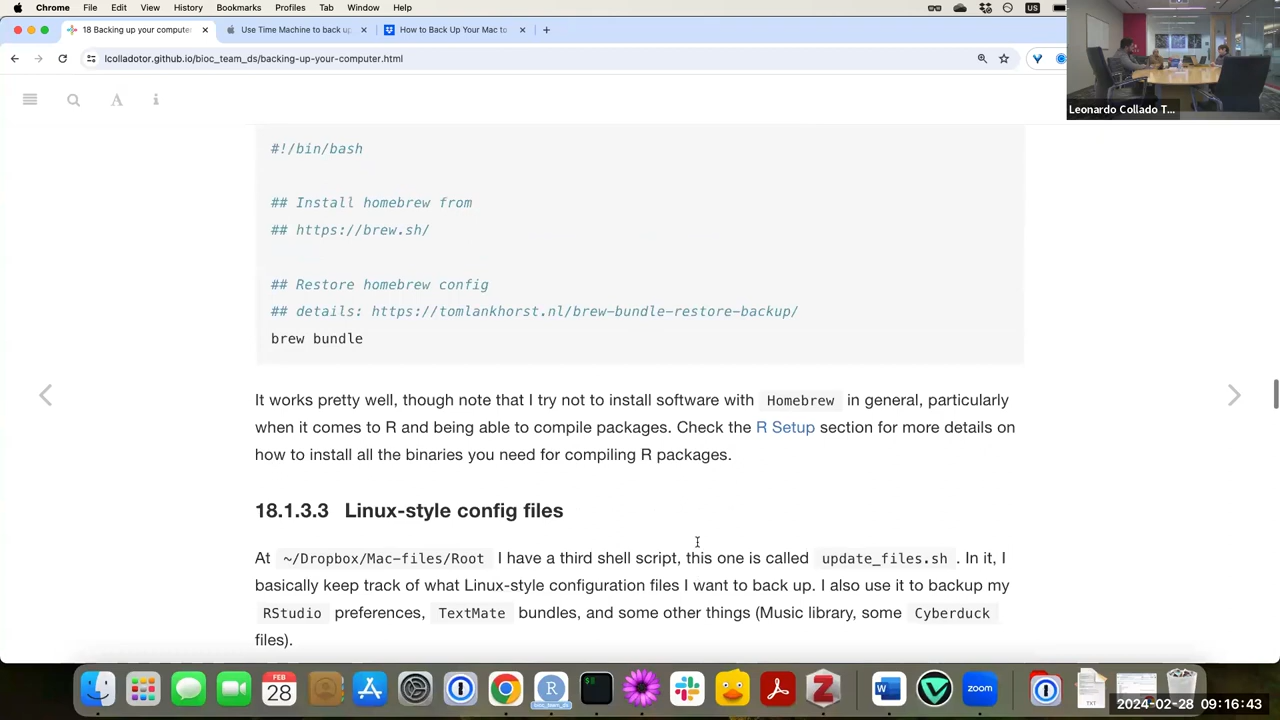 Chrome File Edit View History Bookmarks Profiles Tab Window Help US
18 Backing up your compute
Use Time Machine to back up
How to Back Up Your Mac to
lcolladotor.github.io/bioc_team_ds/backing-up-your-computer.html
Leonardo Collado T...
#!/bin/bash
## Install homebrew from
## https://brew.sh/
## Restore homebrew config
## details: https://tomlankhorst.nl/brew-bundle-restore-backup/
brew bundle
It works pretty well, though note that I try not to install software with Homebrew in general, particularly
when it comes to R and being able to compile packages. Check the R Setup section for more details on
how to install all the binaries you need for compiling R packages.
18.1.3.3 Linux-style config files
At ~/Dropbox/Mac-files/Root I have a third shell script, this one is called update_files.sh . In it, I
basically keep track of what Linux-style configuration files I want to back up. I also use it to backup my
RStudio preferences, TextMate bundles, and some other things (Music library, some Cyberduck
files).
FEB
28
R
bioc_team_ds
W
zoom
TXT
2024-02-28 09:16:43